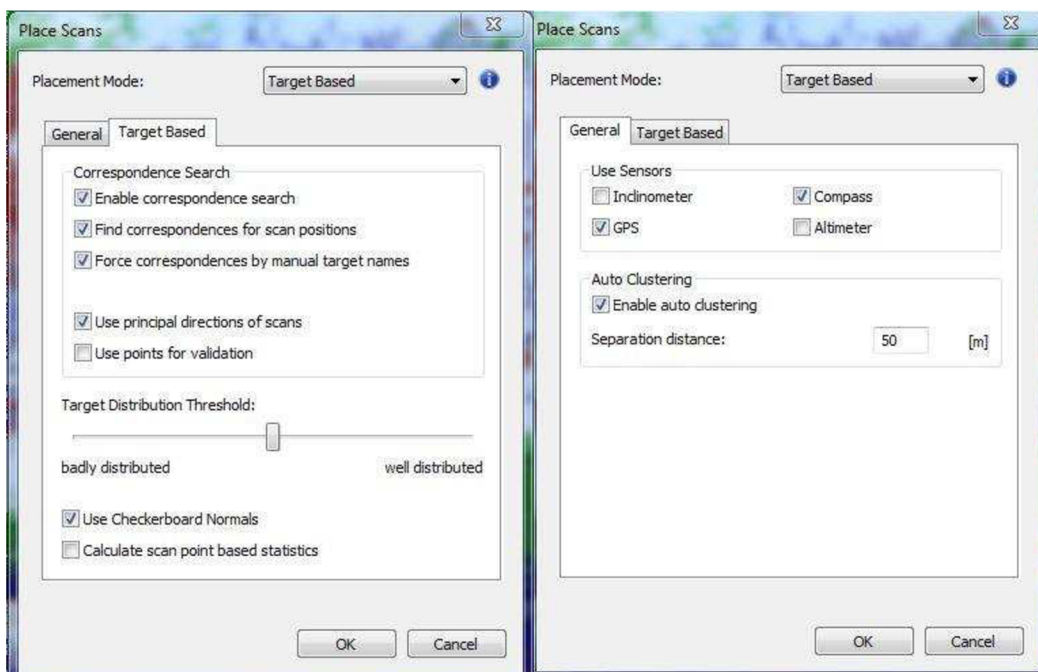 Place Scans
Placement Mode: Target Based
General Target Based
Correspondence Search
Enable correspondence search
Find correspondences for scan positions
Force correspondences by manual target names
Use principal directions of scans
Use points for validation
Target Distribution Threshold:
badly distributed well distributed
Use Checkerboard Normals
Calculate scan point based statistics
OK Cancel
Place Scans
Placement Mode: Target Based
General Target Based
Use Sensors
Inclinometer Compass
GPS Altimeter
Auto Clustering
Enable auto clustering
Separation distance: 50 [m]
OK Cancel